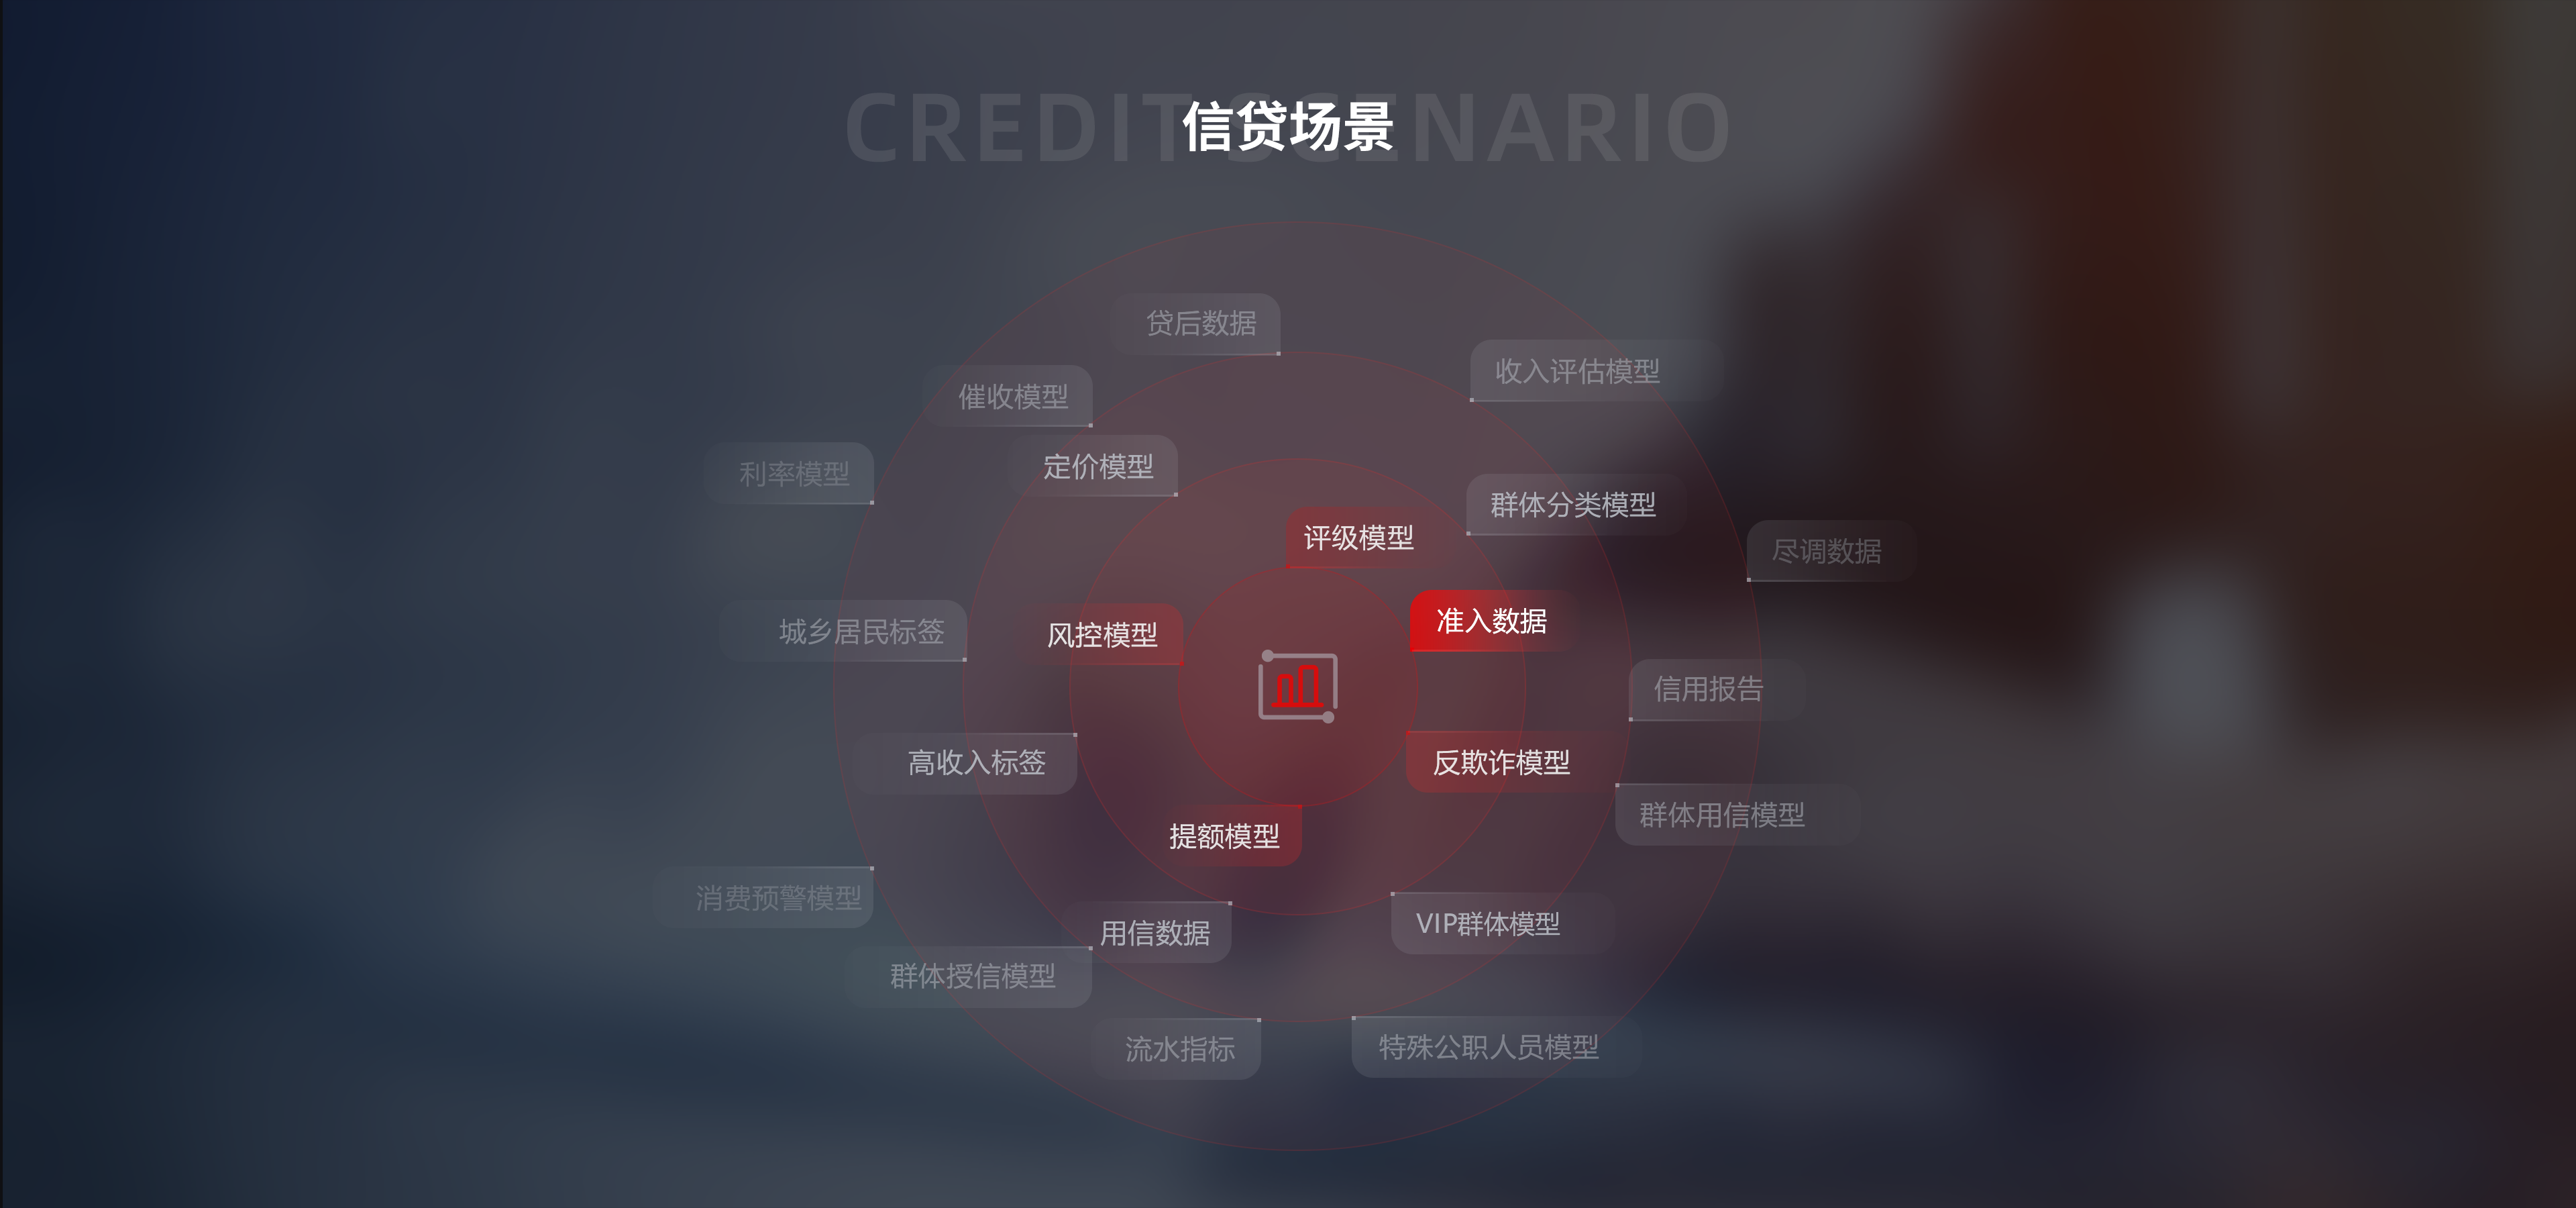 CREDIT SCENARIO
信贷场景
贷后数据
收入评估模型
催收模型
定价模型
利率模型
群体分类模型
评级模型
尽调数据
准入数据
城乡居民标签
风控模型
信用报告
高收入标签
反欺诈模型
群体用信模型
提额模型
消费预警模型
VIP群体模型
用信数据
群体授信模型
流水指标
特殊公职人员模型